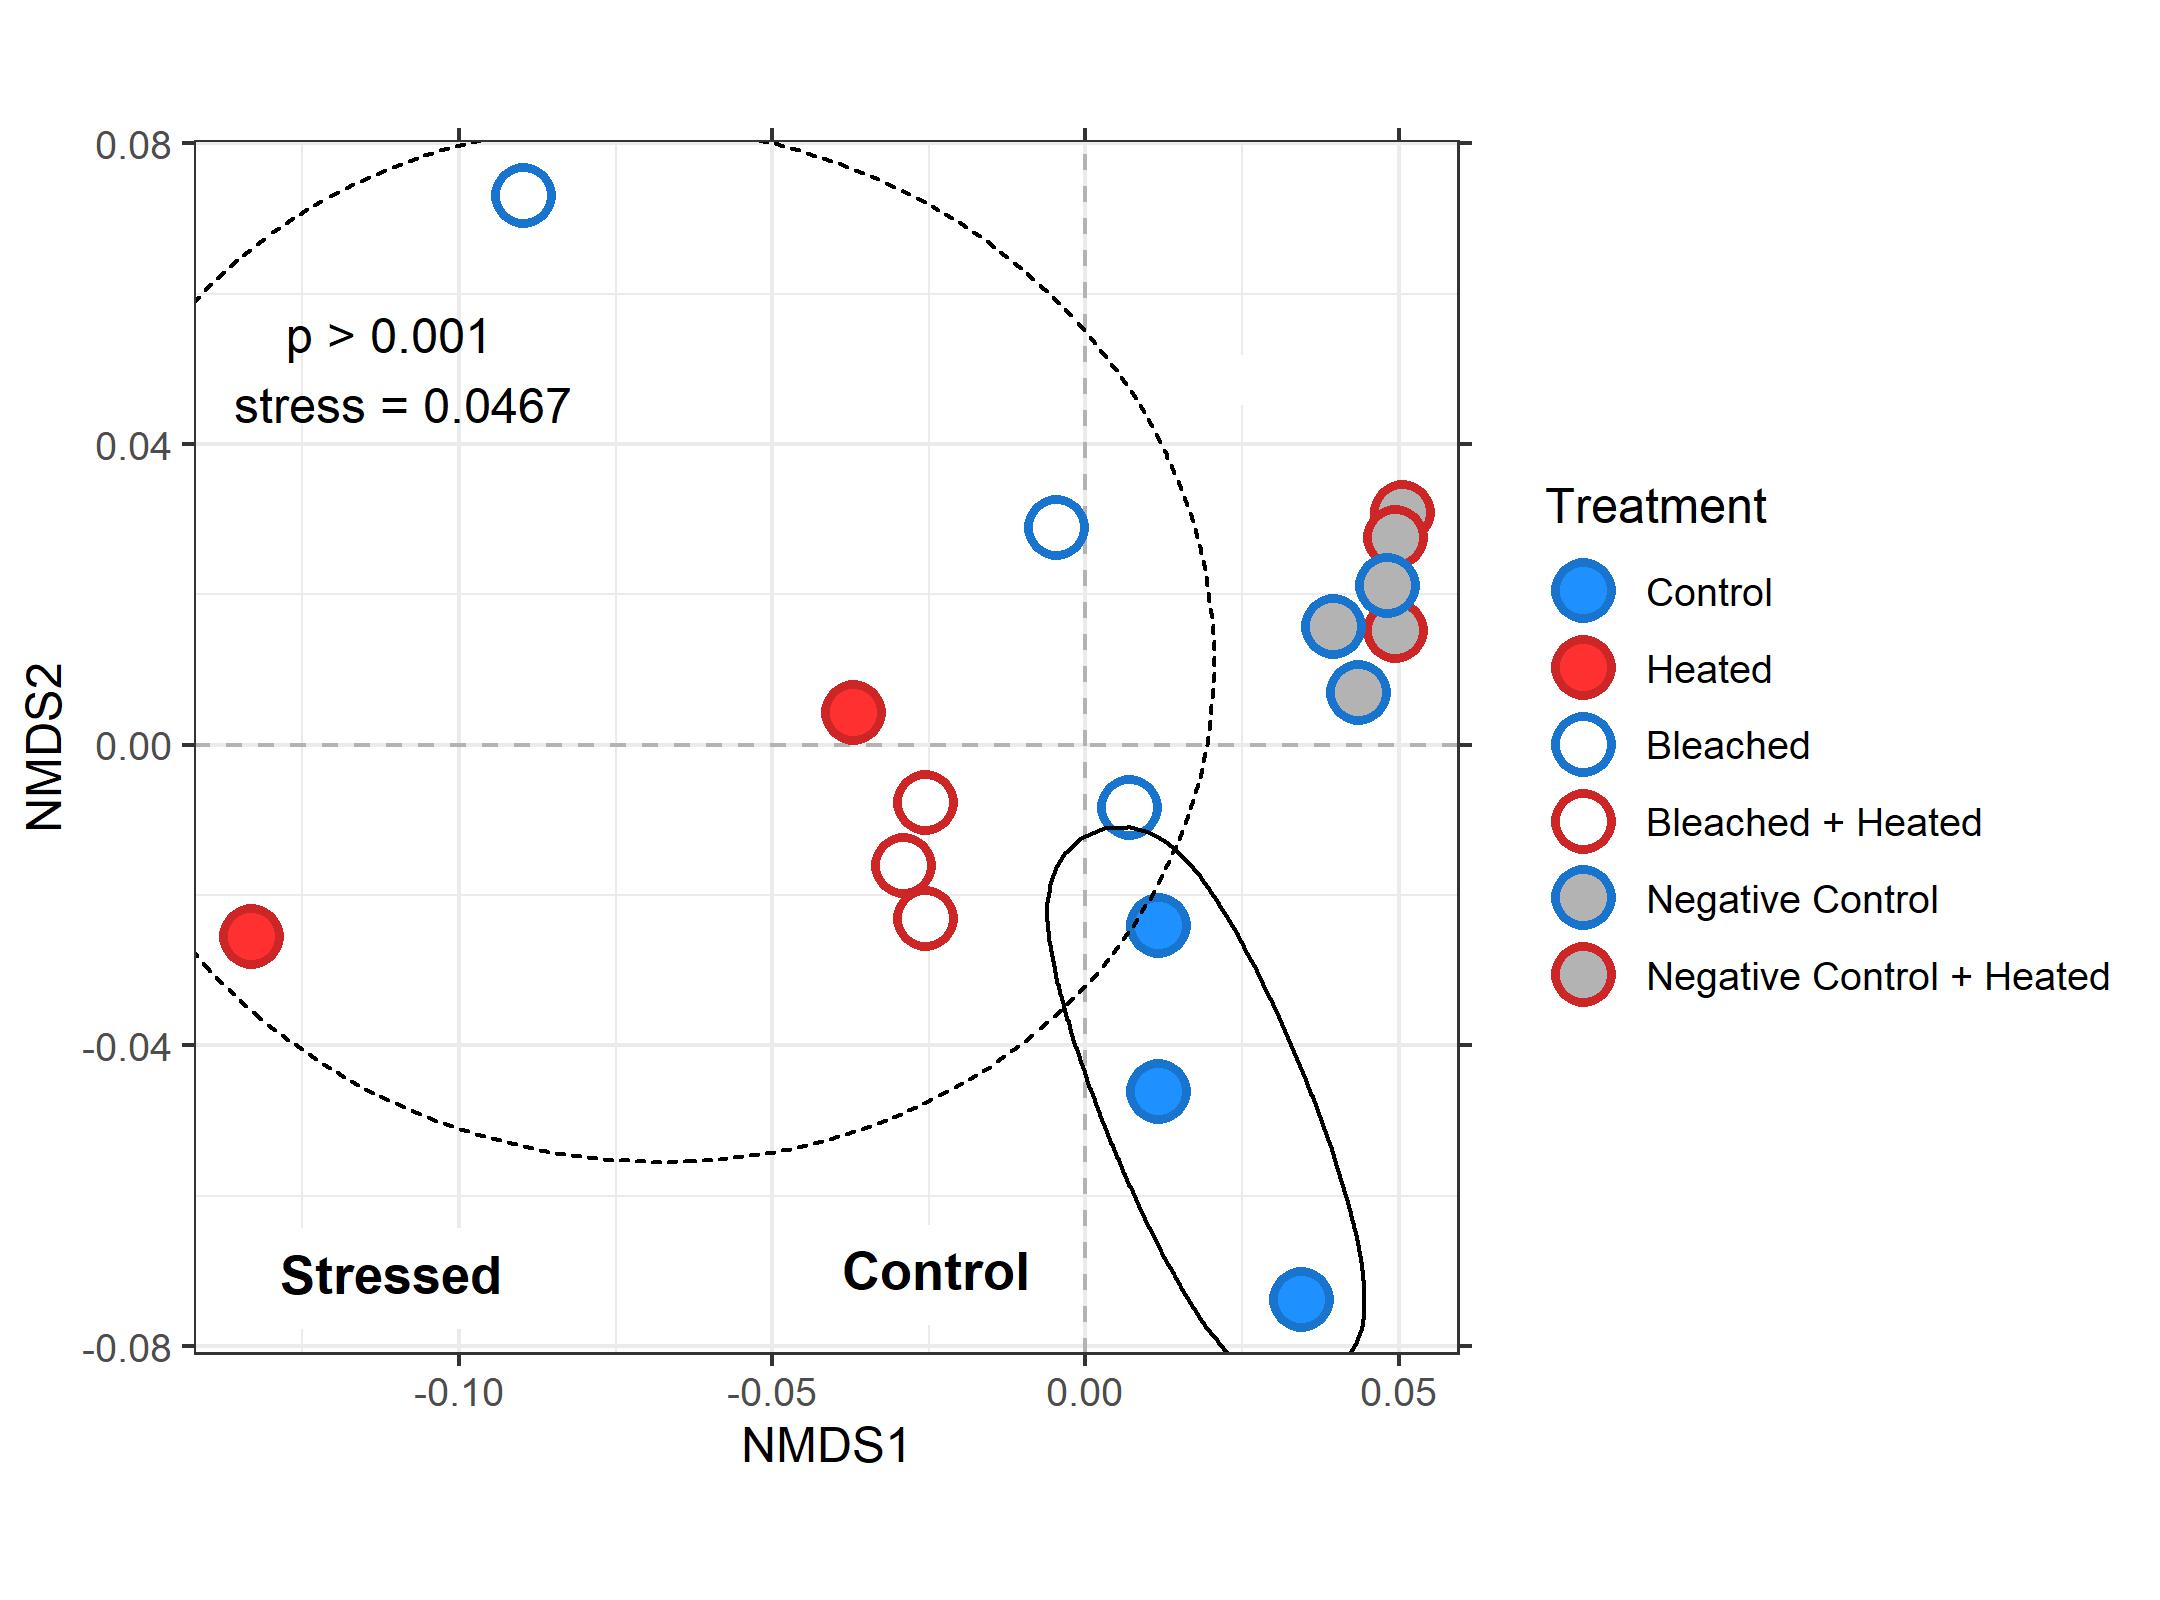 0.08
0.04
0.00
-0.04
-0.08
NMDS2
p > 0.001
stress = 0.0467
Stressed
Control
-0.10
-0.05
0.00
0.05
NMDS1
Treatment
Control
Heated
Bleached
Bleached + Heated
Negative Control
Negative Control + Heated